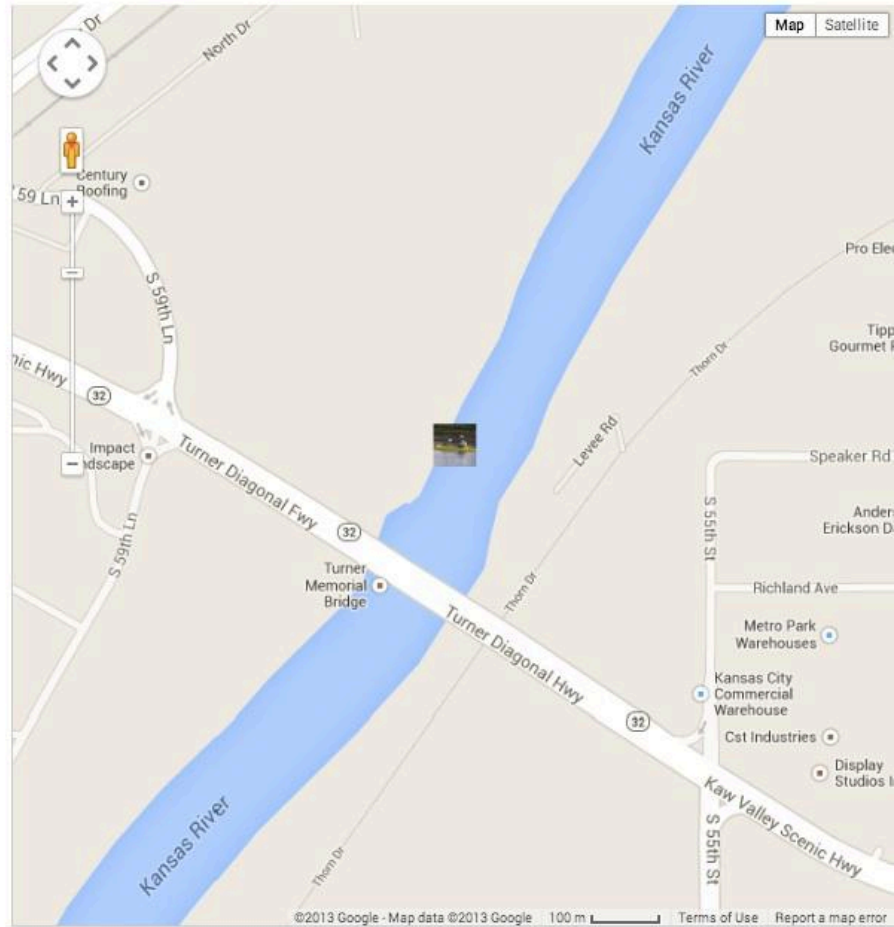 Dr
North Dr
Map
Satellite
Kansas River
Century
Roofing
59 Ln
S 59th Ln
Pro Elec
Tipp
Gourmet
Thorn Dr
nic Hwy
32
Impact
ndscape
Turner Diagonal Fwy
Levee Rd
Speaker Rd
S 55th St
Anders
Erickson D
S 59th Ln
32
Turner
Memorial
Bridge
Thorn Dr
Richland Ave
Turner Diagonal Hwy
Metro Park
Warehouses
Kansas City
Commercial
Warehouse
32
Cst Industries
Display
Studios I
Kaw Valley Scenic Hwy
Kansas River
Thorn Dr
S 55th St
©2013 Google - Map data ©2013 Google
100 m
Terms of Use
Report a map error